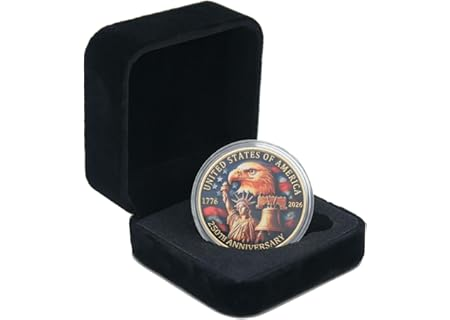 UNITED STATES OF AMERICA
1776
2026
250TH ANNIVERSARY